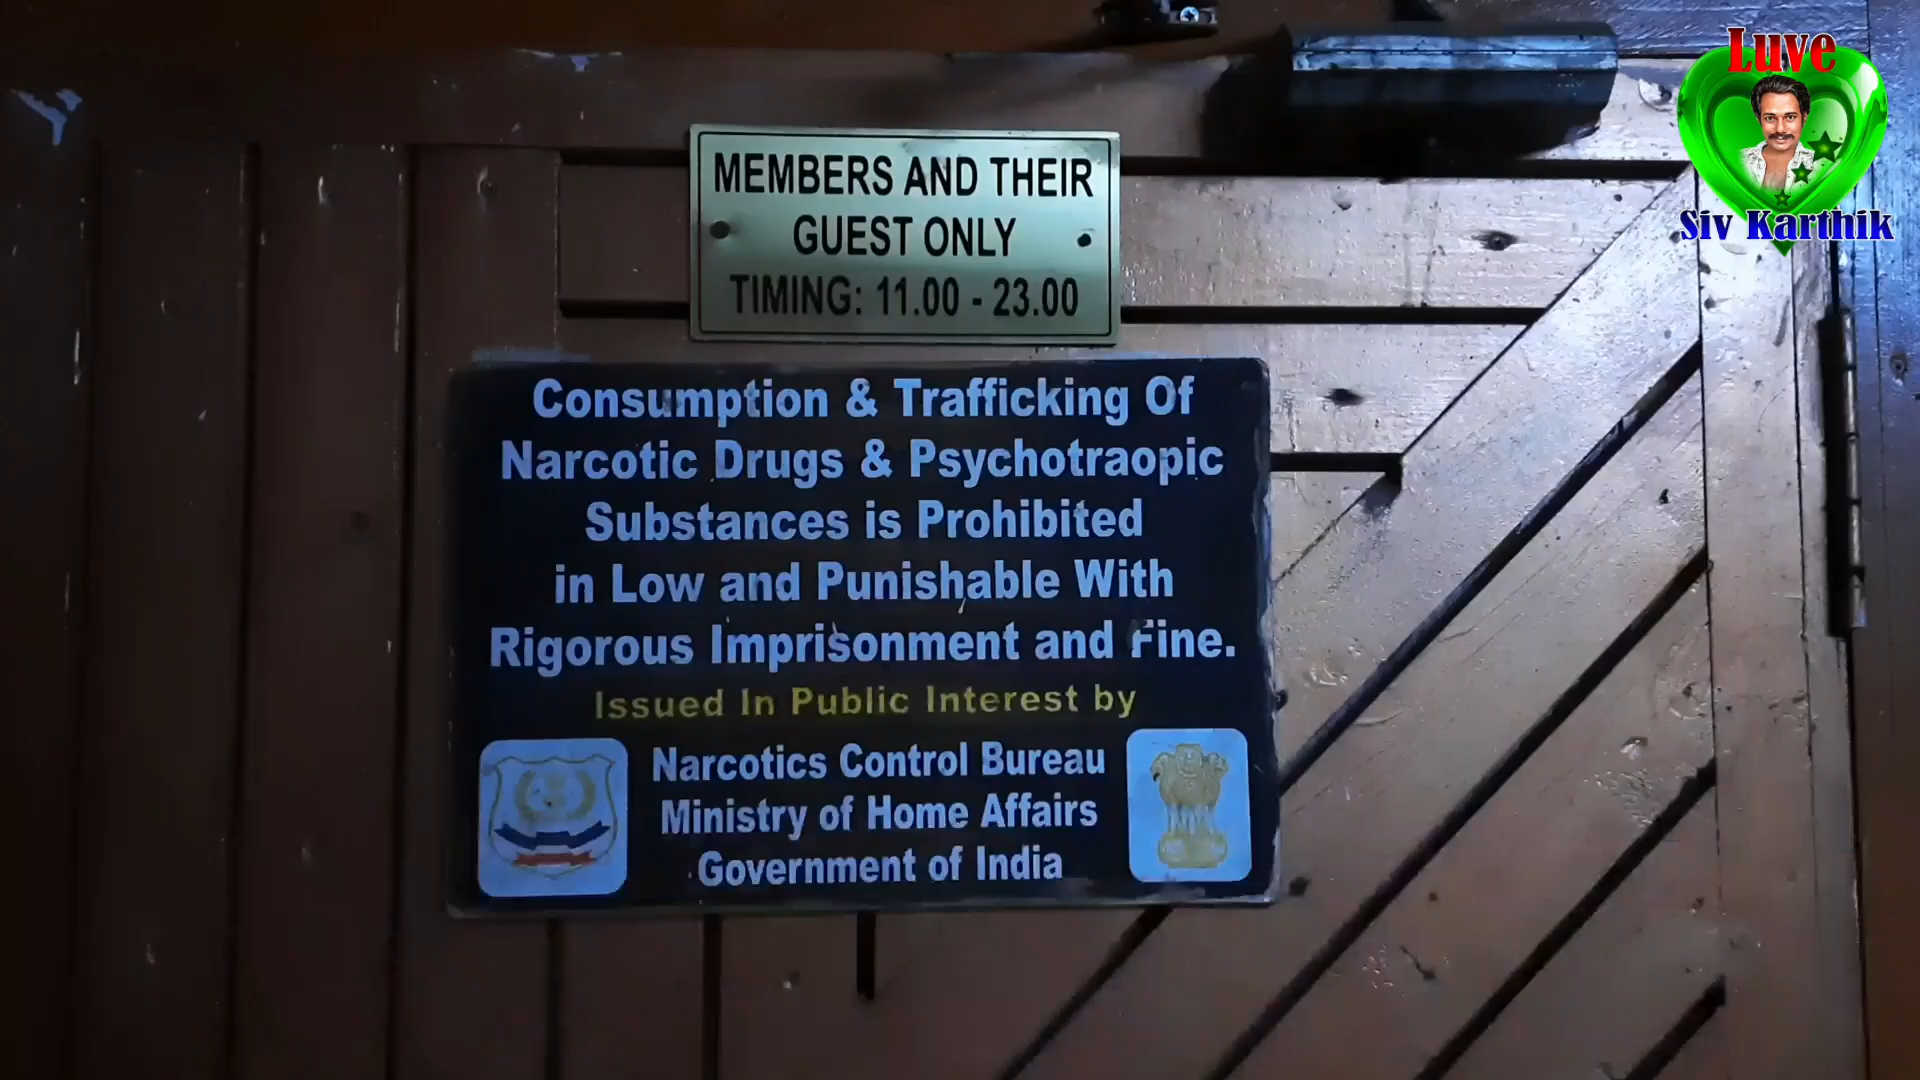 Luve
Siv Karthik
MEMBERS AND THEIR
GUEST ONLY
TIMING: 11.00 - 23.00
Consumption & Trafficking Of
Narcotic Drugs & Psychotraopic
Substances is Prohibited
in Low and Punishable With
Rigorous Imprisonment and Fine.
Issued In Public Interest by
Narcotics Control Bureau
Ministry of Home Affairs
Government of India